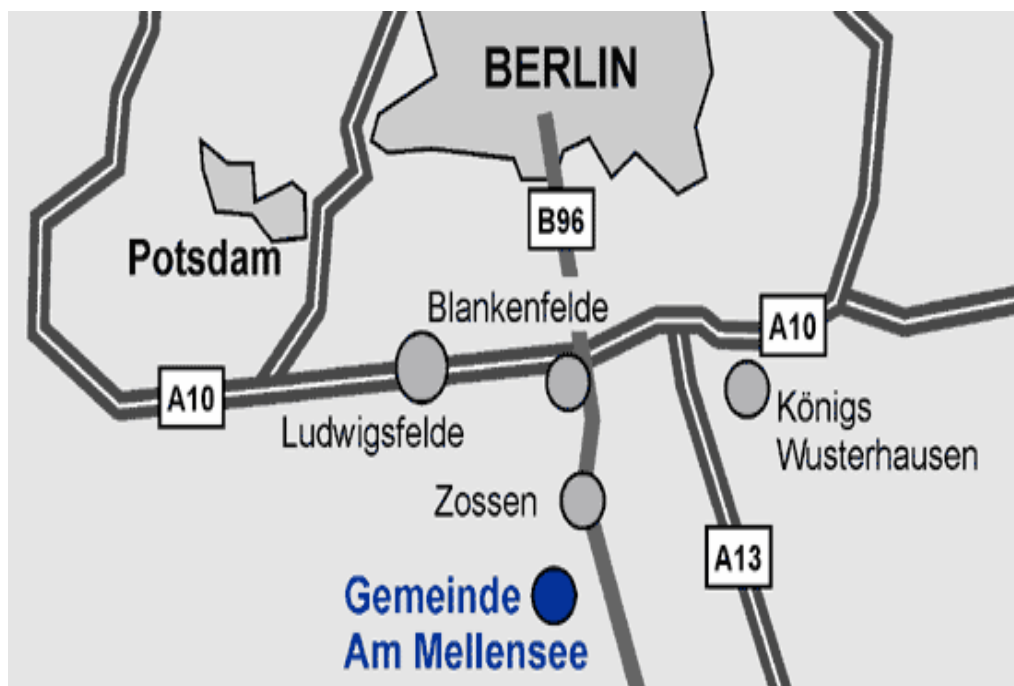 BERLIN
B96
Potsdam
Blankenfelde
A10
A10
Ludwigsfelde
Königs
Wusterhausen
Zossen
A13
Gemeinde
Am Mellensee